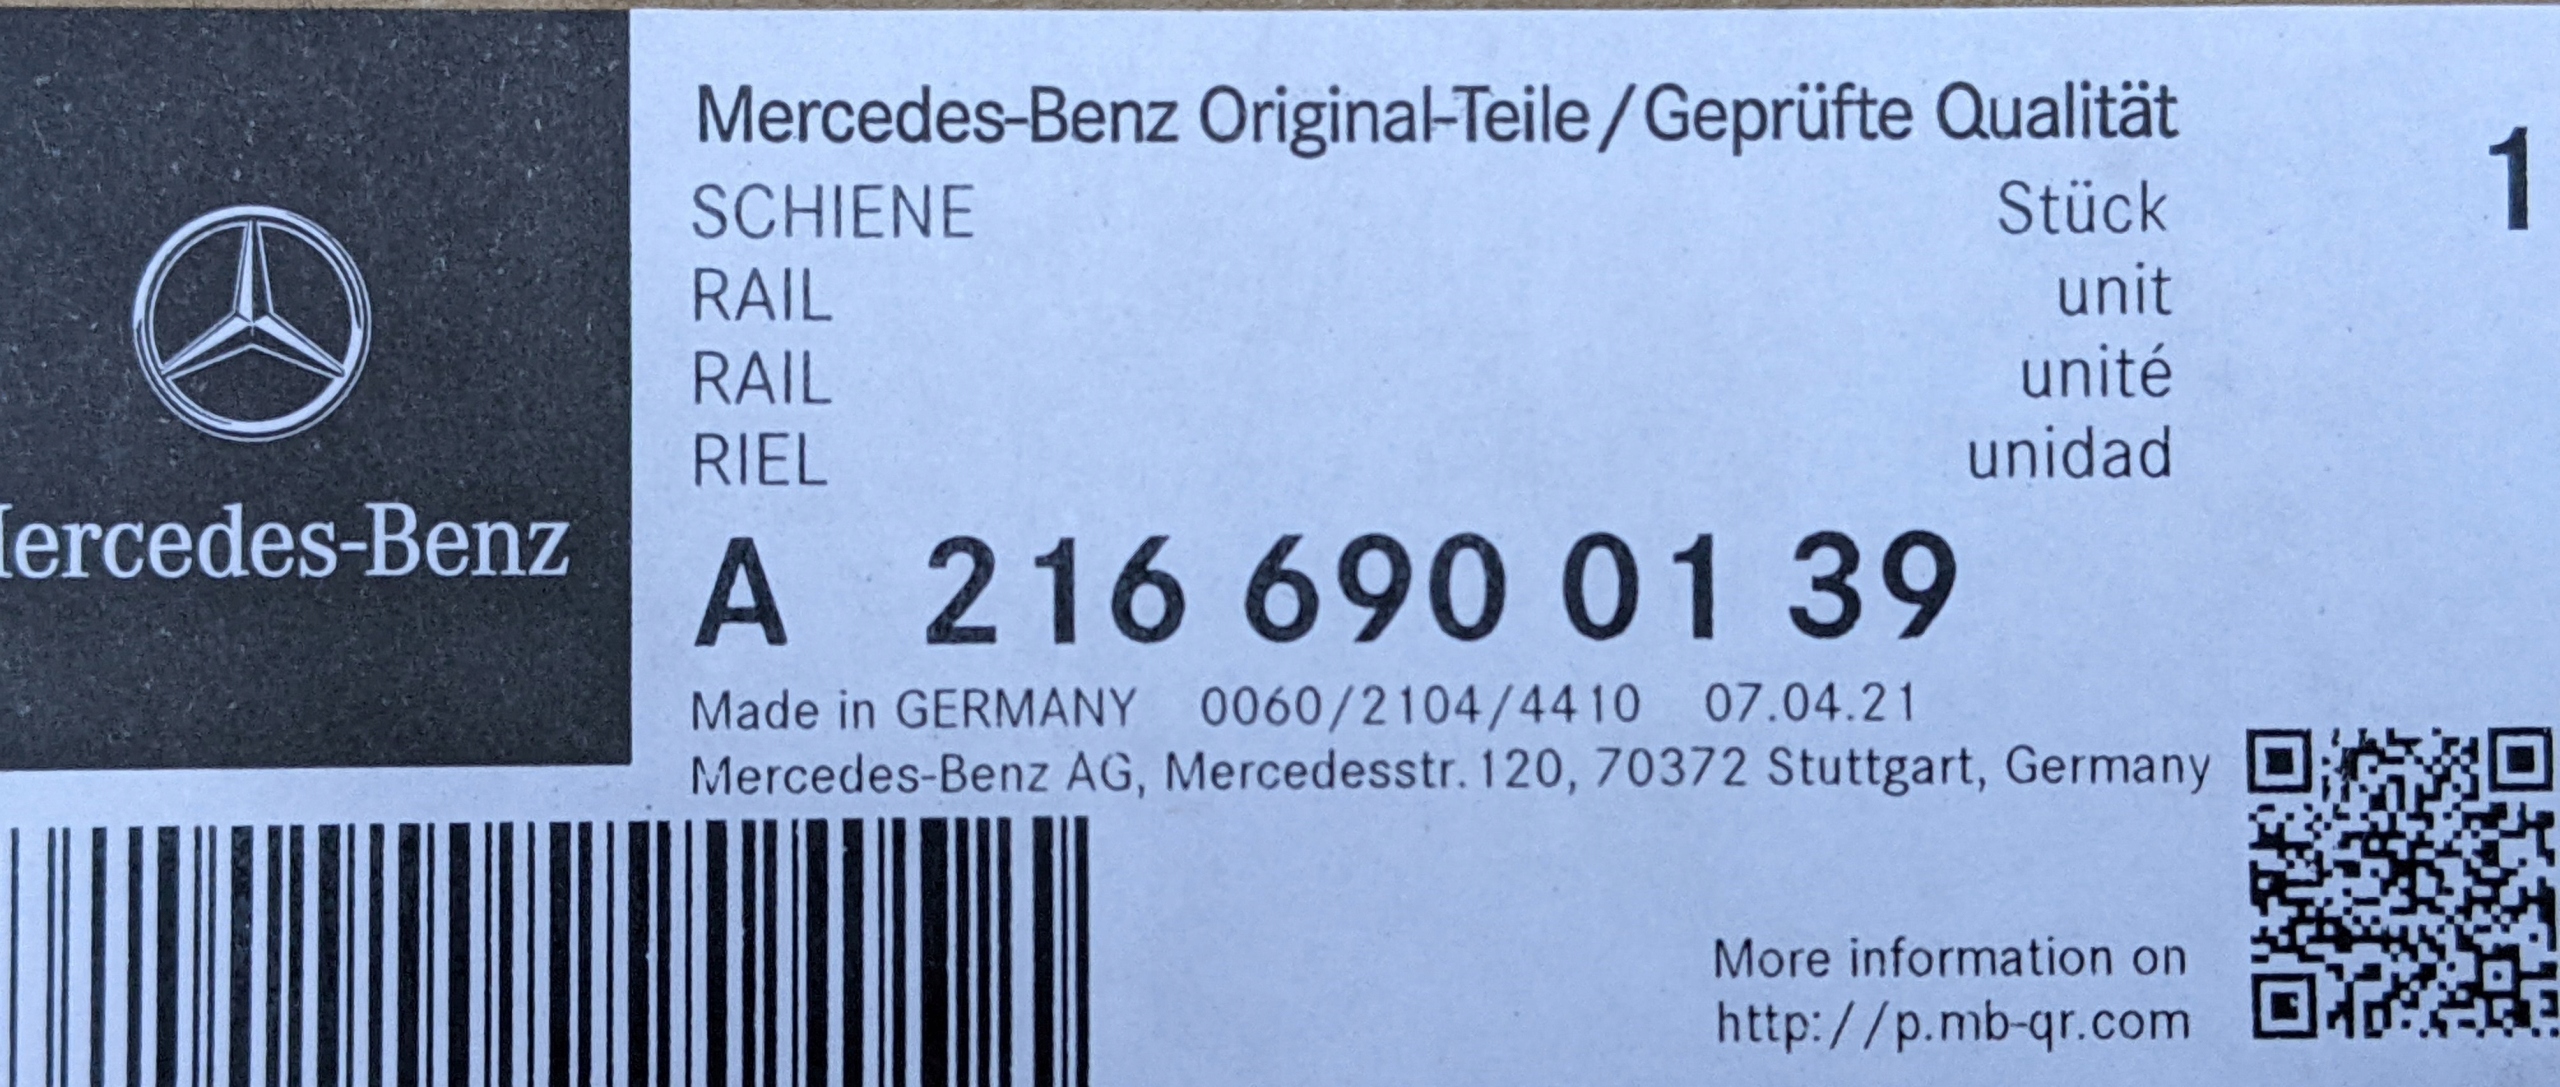 Mercedes-Benz
Mercedes-Benz Original-Teile/Geprüfte Qualität
SCHIENE Stück 1
RAIL unit
RAIL unité
RIEL unidad
A 216 690 01 39
Made in GERMANY 0060/2104/4410 07.04.21
Mercedes-Benz AG, Mercedesstr. 120, 70372 Stuttgart, Germany
More information on
http://p.mb-qr.com